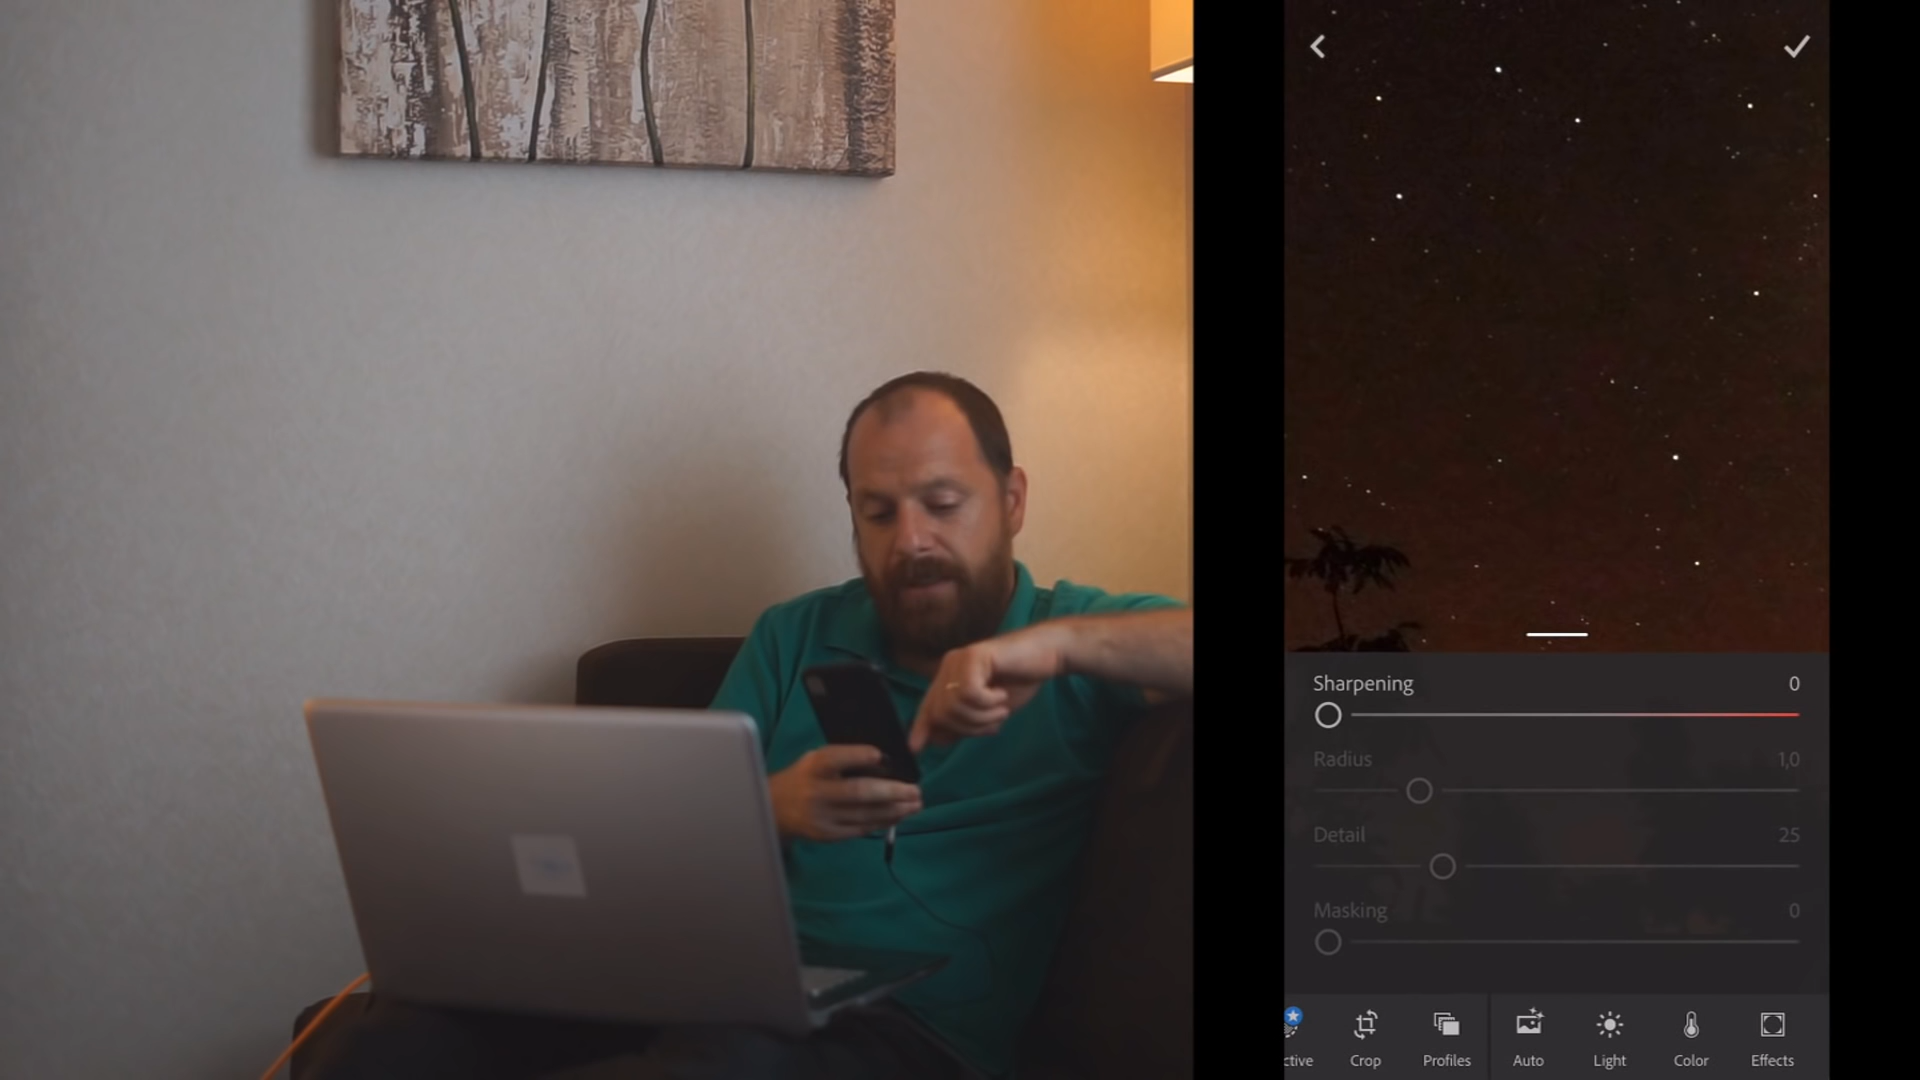 Sharpening 0
Radius 1,0
Detail 25
Masking 0
ctive Crop Profiles Auto Light Color Effects